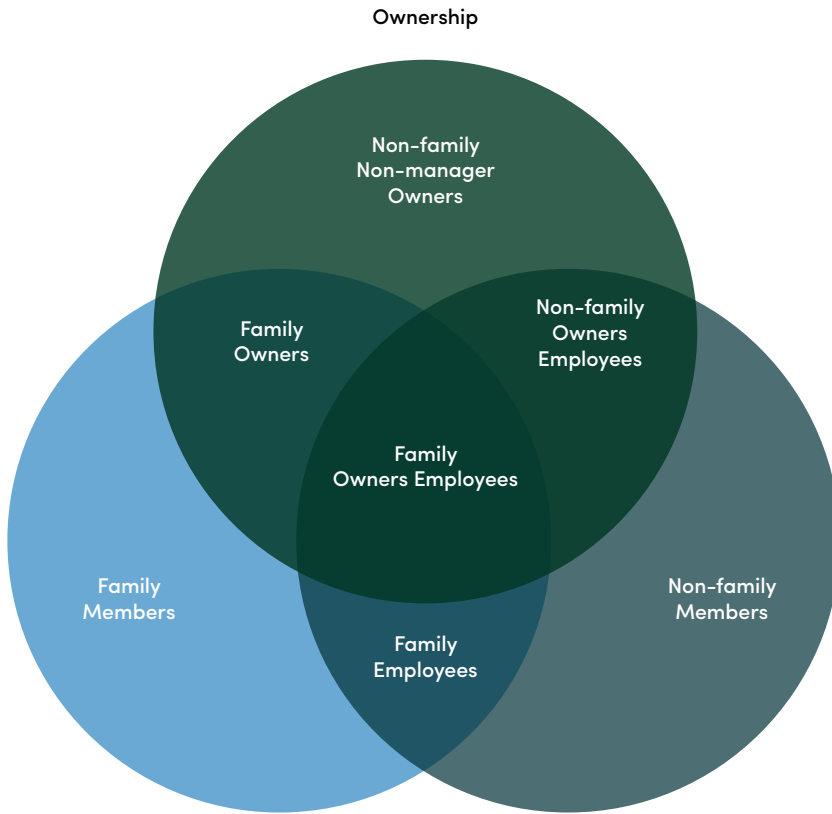 Ownership
Non-family
Non-manager
Owners
Family
Owners
Non-family
Owners
Employees
Family
Owners Employees
Family
Members
Non-family
Members
Family
Employees